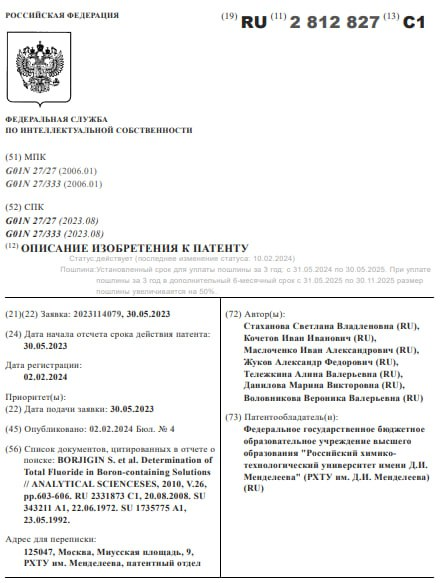 РОССИЙСКАЯ ФЕДЕРАЦИЯ
(19) RU (11) 2 812 827 (13) C1
ФЕДЕРАЛЬНАЯ СЛУЖБА
ПО ИНТЕЛЛЕКТУАЛЬНОЙ СОБСТВЕННОСТИ
(51) МПК
G01N 27/27 (2006.01)
G01N 27/333 (2006.01)
(52) СПК
G01N 27/27 (2023.08)
G01N 27/333 (2023.08)
(12) ОПИСАНИЕ ИЗОБРЕТЕНИЯ К ПАТЕНТУ
Статус: действует (последнее изменение статуса: 10.02.2024)
Пошлина: Установленный срок для уплаты пошлины за 3 год: с 31.05.2024 по 30.05.2025. При уплате
пошлины за 3 год в дополнительный 6-месячный срок с 31.05.2025 по 30.11.2025 размер
пошлины увеличивается на 50%.
(21)(22) Заявка: 2023114079, 30.05.2023
(24) Дата начала отсчета срока действия патента:
30.05.2023
Дата регистрации:
02.02.2024
Приоритет(ы):
(22) Дата подачи заявки: 30.05.2023
(45) Опубликовано: 02.02.2024 Бюл. № 4
(56) Список документов, цитированных в отчете о
поиске: BORJIGIN S. et al. Determination of
Total Fluoride in Boron-containing Solutions
// ANALYTICAL SCIENCESES, 2010, V.26,
pp.603-606. RU 2331873 C1, 20.08.2008. SU
343211 A1, 22.06.1972. SU 1735775 A1,
23.05.1992.
Адрес для переписки:
125047, Москва, Миусская площадь, 9,
РХТУ им. Менделеева, патентный отдел
(72) Автор(ы):
Стаханова Светлана Владленовна (RU),
Кочетов Иван Иванович (RU),
Маслоченко Иван Александрович (RU),
Жуков Александр Федорович (RU),
Тележкина Алина Валерьевна (RU),
Данилова Марина Викторовна (RU),
Воловникова Вероника Валерьевна (RU)
(73) Патентообладатель(и):
Федеральное государственное бюджетное
образовательное учреждение высшего
образования "Российский химико-
технологический университет имени Д.И.
Менделеева" (РХТУ им. Д.И. Менделеева)
(RU)